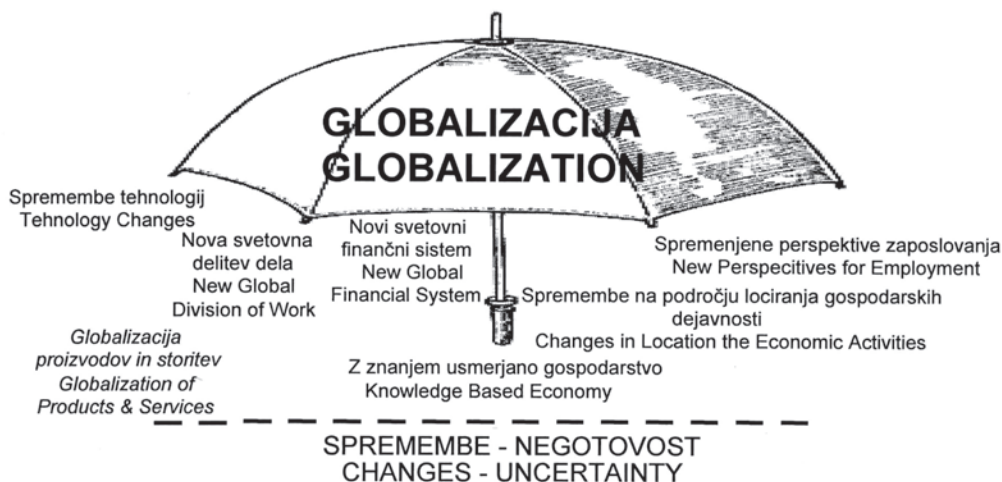 GLOBALIZACIJA
GLOBALIZATION
Spremembe tehnologij
Tehnology Changes
Nova svetovna
delitev dela
New Global
Division of Work
Novi svetovni
finančni sistem
New Global
Financial System
Spremenjene perspektive zaposlovanja
New Perspecitives for Employment
Spremembe na področju lociranja gospodarskih
dejavnosti
Changes in Location the Economic Activities
Globalizacija
proizvodov in storitev
Globalization of
Products & Services
Z znanjem usmerjano gospodarstvo
Knowledge Based Economy
SPREMEMBE - NEGOTOVOST
CHANGES - UNCERTAINTY